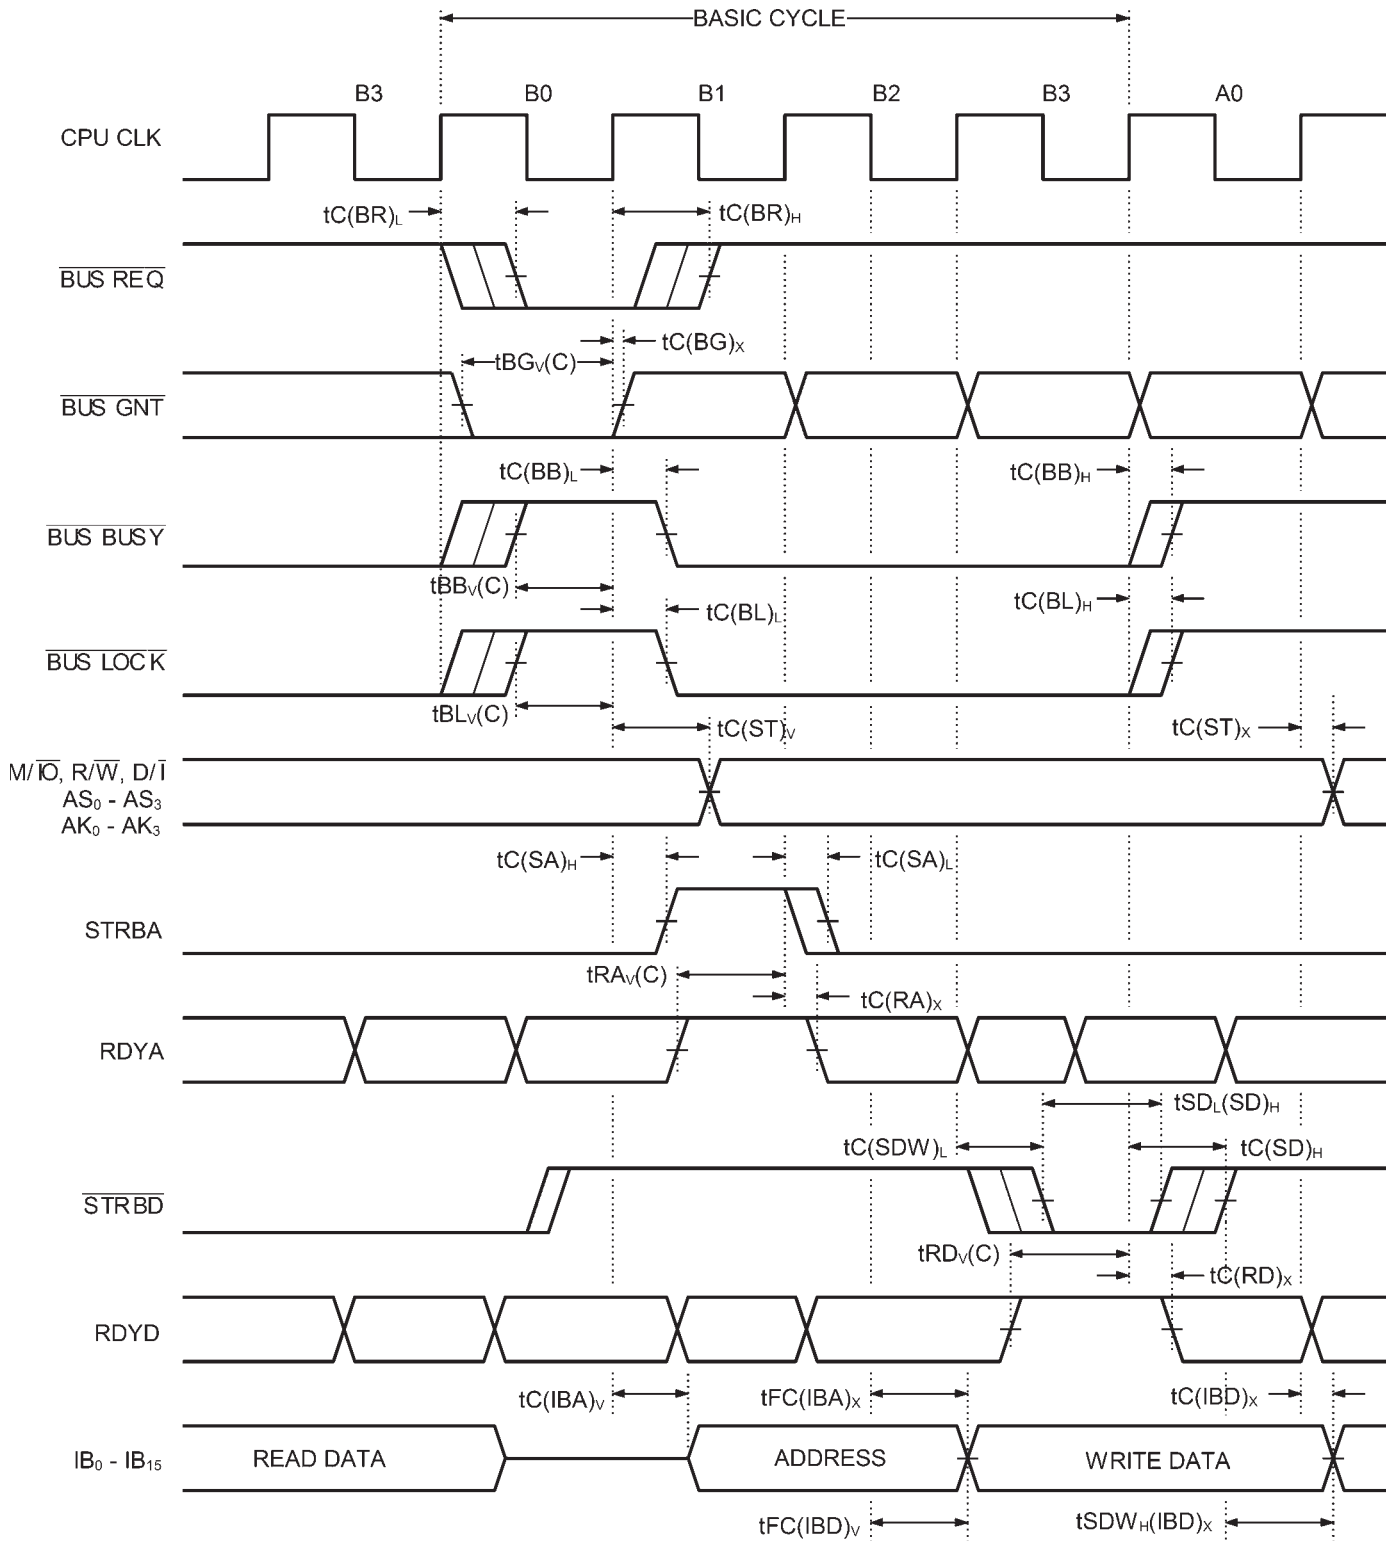 BASIC CYCLE
B3 B0 B1 B2 B3 A0
CPU CLK
tC(BR)L tC(BR)H
BUS REQ
tC(BG)X
tBGV(C)
BUS GNT
tC(BB)L tC(BB)H
BUS BUSY
tBBV(C)
tC(BL)L tC(BL)H
BUS LOCK
tBLV(C)
tC(ST)V tC(ST)X
M/IO, R/W, D/I
AS0 - AS3
AK0 - AK3
tC(SA)H tC(SA)L
STRBA
tRAV(C)
tC(RA)X
RDYA
tSDL(SD)H
tC(SDW)L tC(SD)H
STRBD
tRDV(C)
tC(RD)X
RDYD
tC(IBA)V tFC(IBA)X tC(IBD)X
IB0 - IB15 READ DATA ADDRESS WRITE DATA
tFC(IBD)V tSDWH(IBD)X